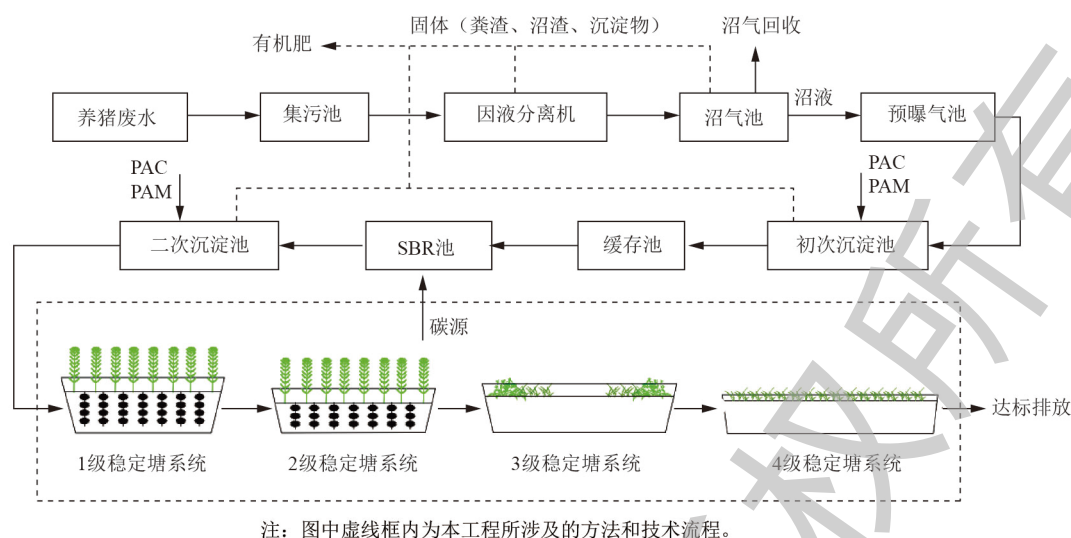 固体（粪渣、沼渣、沉淀物）
沼气回收
有机肥
养猪废水
集污池
因液分离机
沼气池
沼液
预曝气池
PAC
PAM
PAC
PAM
二次沉淀池
SBR池
缓存池
初次沉淀池
碳源
达标排放
1级稳定塘系统
2级稳定塘系统
3级稳定塘系统
4级稳定塘系统
注：图中虚线框内为本工程所涉及的方法和技术流程。
权所有